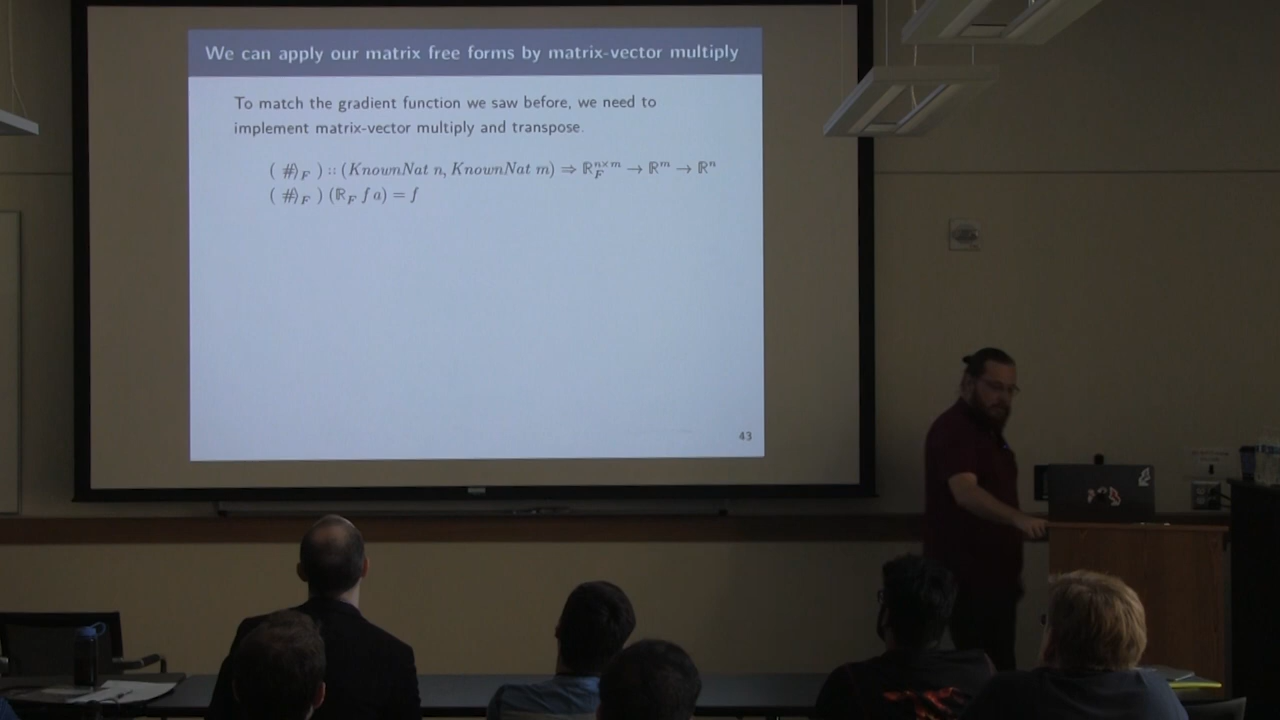 We can apply our matrix free forms by matrix-vector multiply
To match the gradient function we saw before, we need to
implement matrix-vector multiply and transpose.
( #⟩_F ) :: (KnownNat n, KnownNat m) ⇒ ℝ_F^{n×m} → ℝ^m → ℝ^n
( #⟩_F ) (ℝ_F f a) = f
43